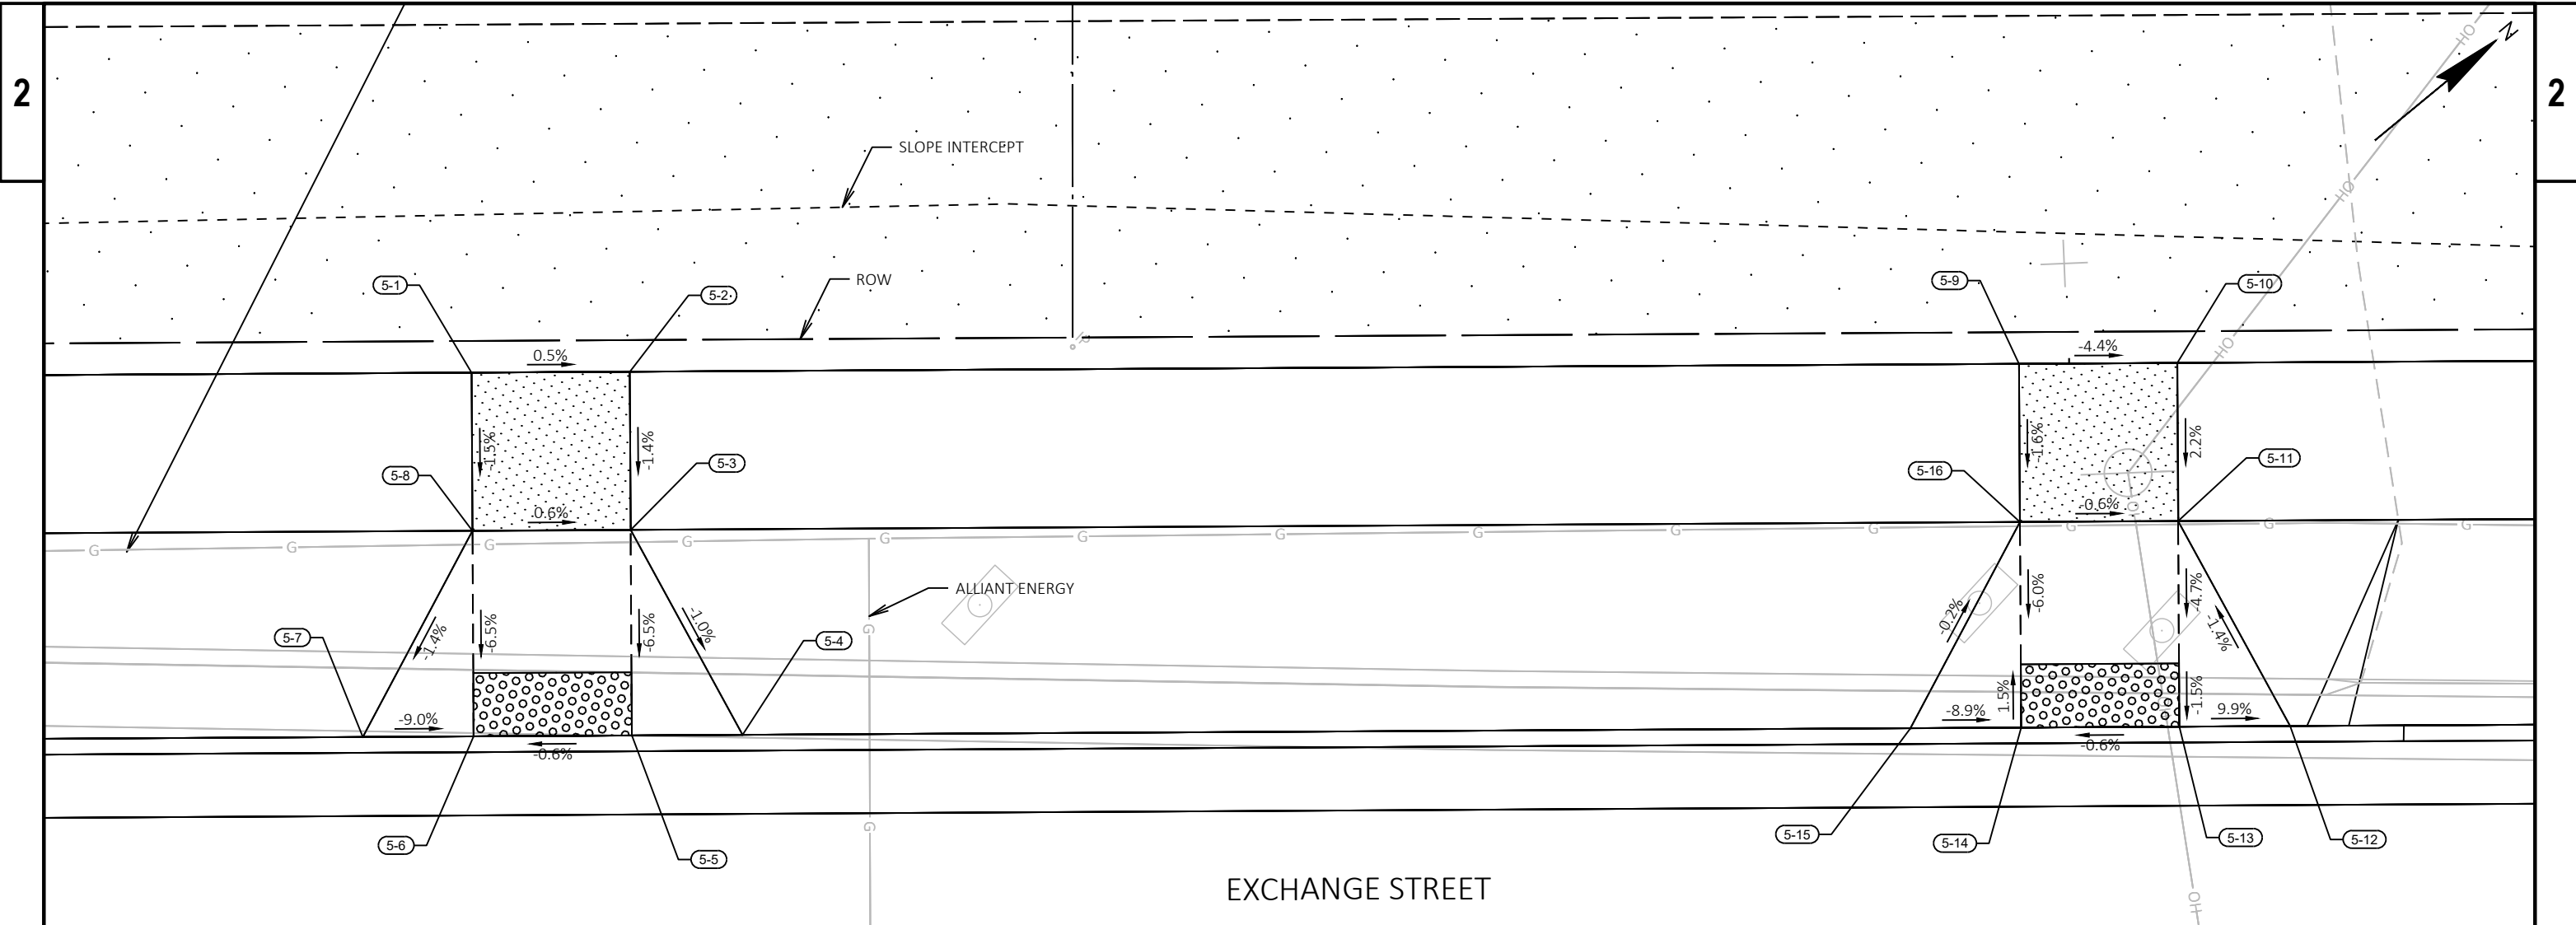 OH
N
2
2
SLOPE INTERCEPT
OH
ROW
5-1
5-2
5-9
5-10
OH
0.5%
-4.4%
-1.5%
-1.4%
-1.6%
2.2%
5-8
5-3
5-16
5-11
0.6%
-0.6%
G
G
G
G
G
G
G
G
G
G
G
G
G
ALLIANT ENERGY
G
5-7
-1.4%
-6.5%
-6.5%
-1.0%
5-4
-0.2%
-6.0%
-4.7%
-1.4%
1.5%
-1.5%
-9.0%
-8.9%
9.9%
-0.6%
-0.6%
G
5-6
5-5
5-15
5-14
5-13
5-12
EXCHANGE STREET
OH